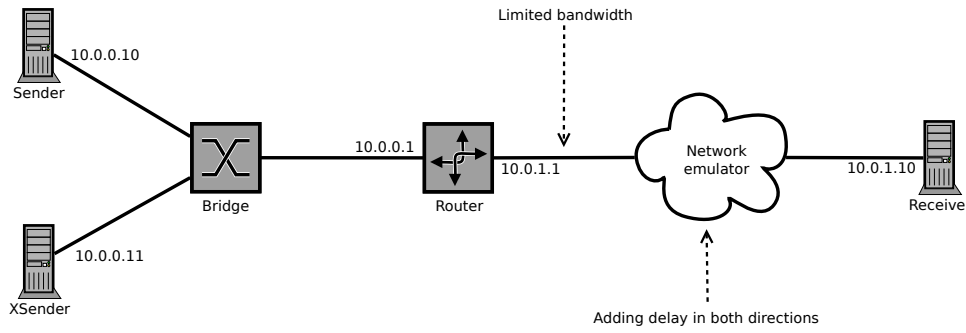 Limited bandwidth
10.0.0.10
Sender
10.0.0.1
10.0.1.1
Network
emulator
10.0.1.10
Bridge
Router
Receive
10.0.0.11
XSender
Adding delay in both directions